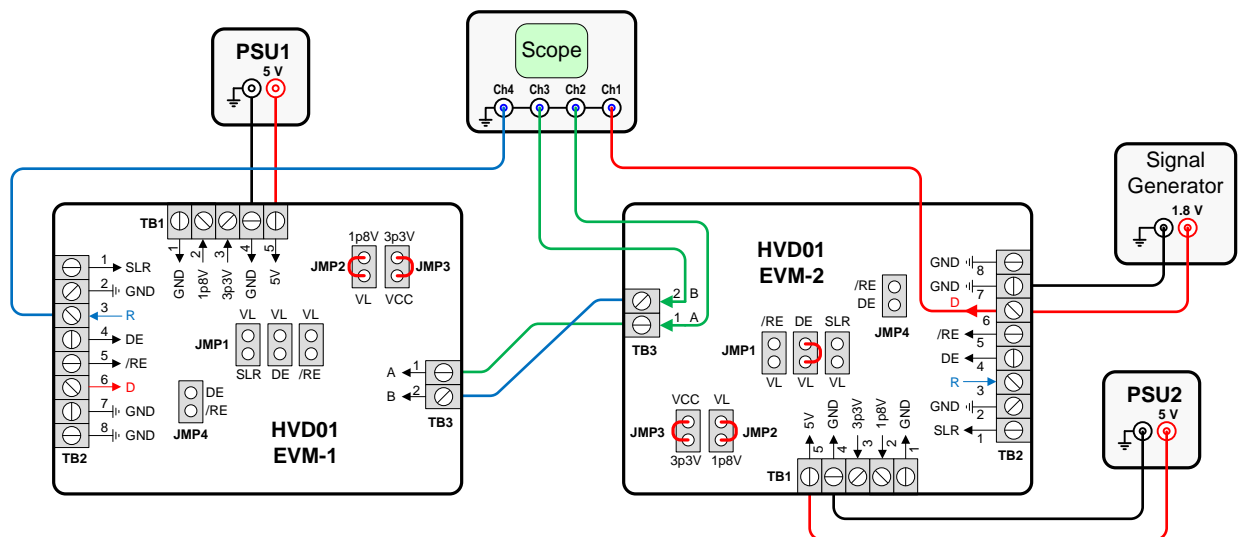 PSU1
5 V
Scope
Ch4 Ch3 Ch2 Ch1
Signal
Generator
1.8 V
PSU2
5 V
TB1
1 2 3 4 5
GND 1p8V 3p3V GND 5V
1p8V 3p3V
JMP2 JMP3
VL VCC
1 SLR
2 GND
3 R
4 DE
5 /RE
6 D
7 GND
8 GND
TB2
VL VL VL
JMP1
SLR DE /RE
DE
/RE
JMP4
HVD01
EVM-1
A 1
B 2
TB3
HVD01
EVM-2
2 B
1 A
TB3
/RE
DE
JMP4
/RE DE SLR
JMP1
VL VL VL
VCC VL
JMP3 JMP2
3p3V 1p8V
GND 8
GND 7
D 6
/RE 5
DE 4
R 3
GND 2
SLR 1
TB2
5V GND 3p3V 1p8V GND
5 4 3 2 1
TB1